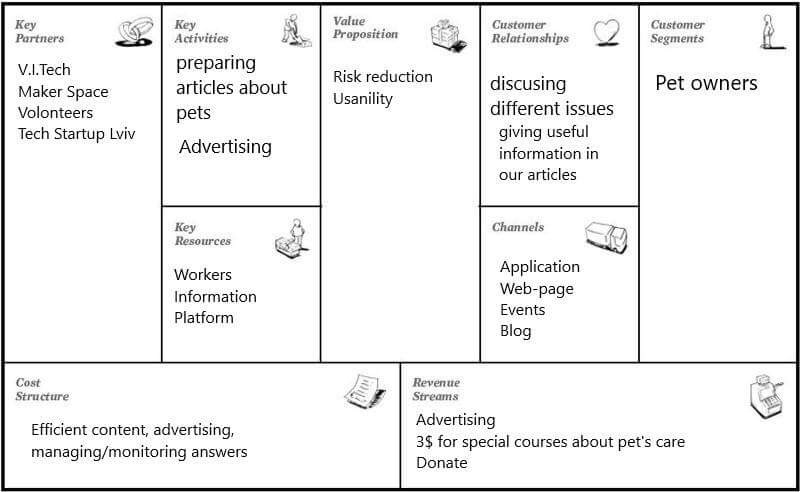 Key
Partners
V.I.Tech
Maker Space
Volonteers
Tech Startup Lviv
Key
Activities
preparing
articles about
pets
Advertising
Key
Resources
Workers
Information
Platform
Value
Proposition
Risk reduction
Usanility
Customer
Relationships
discusing
different issues
giving useful
information in
our articles
Channels
Application
Web-page
Events
Blog
Customer
Segments
Pet owners
Cost
Structure
Efficient content, advertising,
managing/monitoring answers
Revenue
Streams
Advertising
3$ for special courses about pet's care
Donate